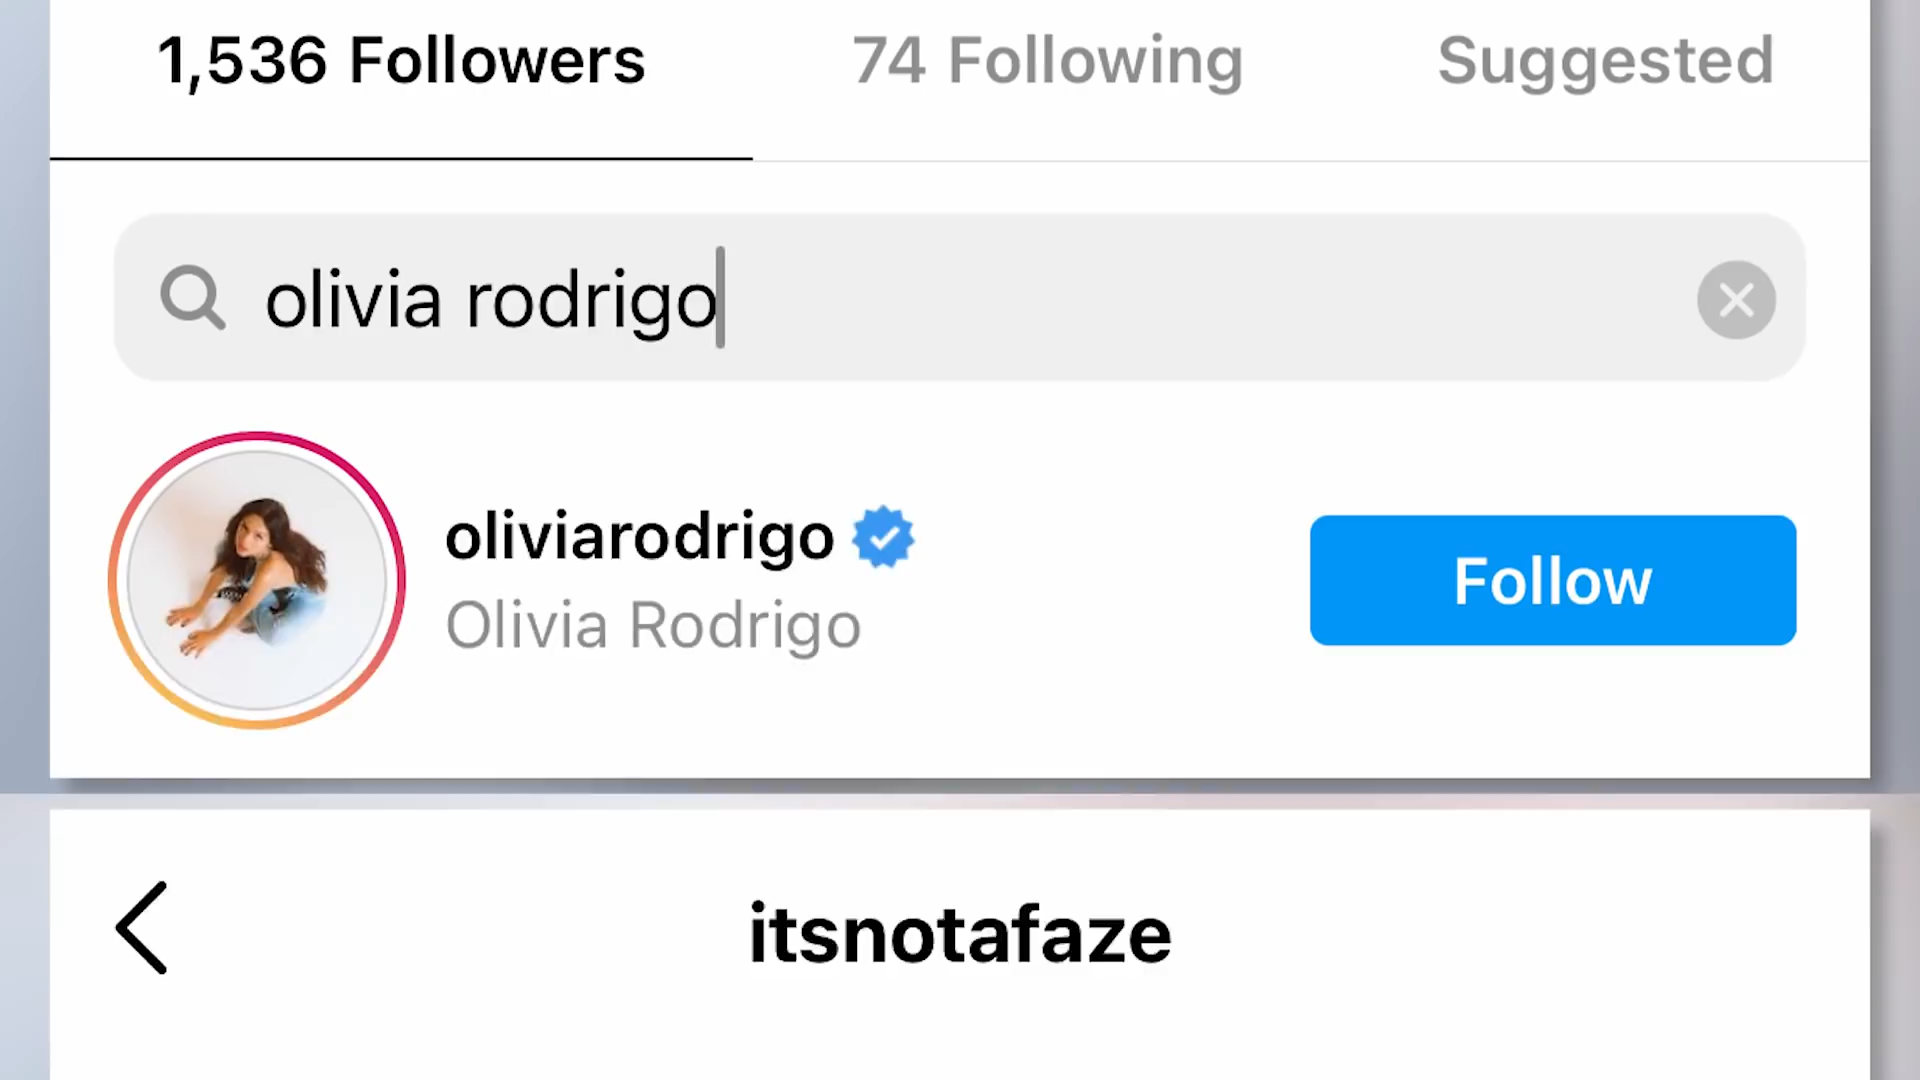 1,536 Followers 74 Following Suggested
olivia rodrigo
oliviarodrigo
Olivia Rodrigo
Follow
itsnotafaze